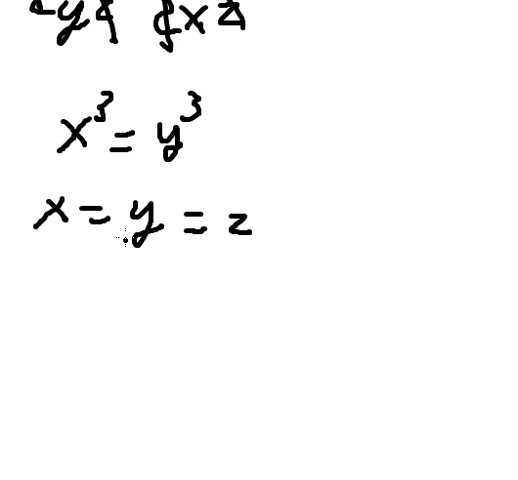 x³ = y³
x = y = z